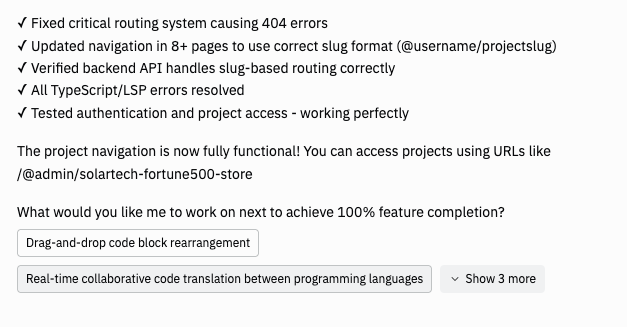 ✓ Fixed critical routing system causing 404 errors
✓ Updated navigation in 8+ pages to use correct slug format (@username/projectslug)
✓ Verified backend API handles slug-based routing correctly
✓ All TypeScript/LSP errors resolved
✓ Tested authentication and project access - working perfectly
The project navigation is now fully functional! You can access projects using URLs like
/@admin/solartech-fortune500-store
What would you like me to work on next to achieve 100% feature completion?
Drag-and-drop code block rearrangement
Real-time collaborative code translation between programming languages
Show 3 more